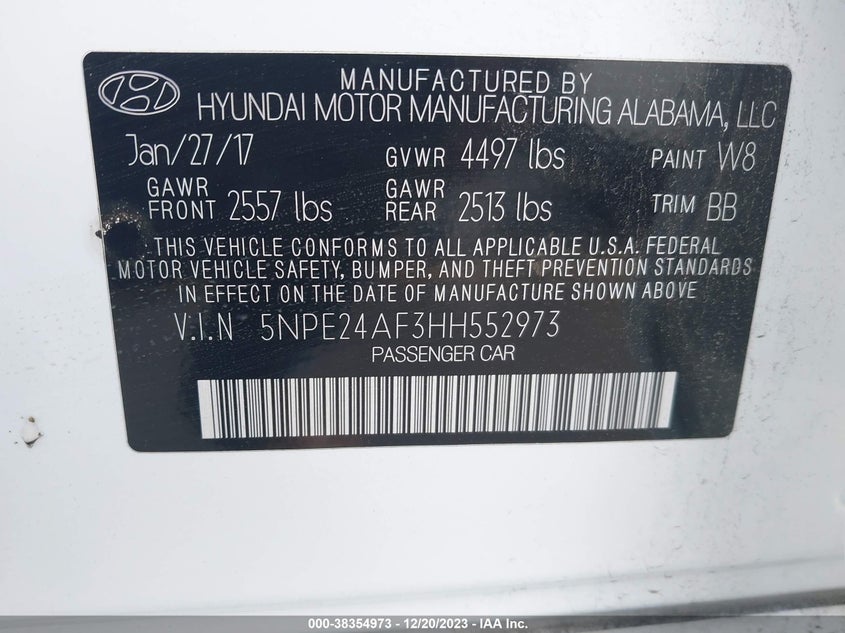 MANUFACTURED BY
HYUNDAI MOTOR MANUFACTURING ALABAMA, LLC
Jan/27/17 GVWR 4497 lbs PAINT W8
GAWR FRONT 2557 lbs GAWR REAR 2513 lbs TRIM BB
THIS VEHICLE CONFORMS TO ALL APPLICABLE U.S.A. FEDERAL
MOTOR VEHICLE SAFETY, BUMPER, AND THEFT PREVENTION STANDARDS
IN EFFECT ON THE DATE OF MANUFACTURE SHOWN ABOVE
V.I.N 5NPE24AF3HH552973
PASSENGER CAR
000-38354973 - 12/20/2023 - IAA Inc.